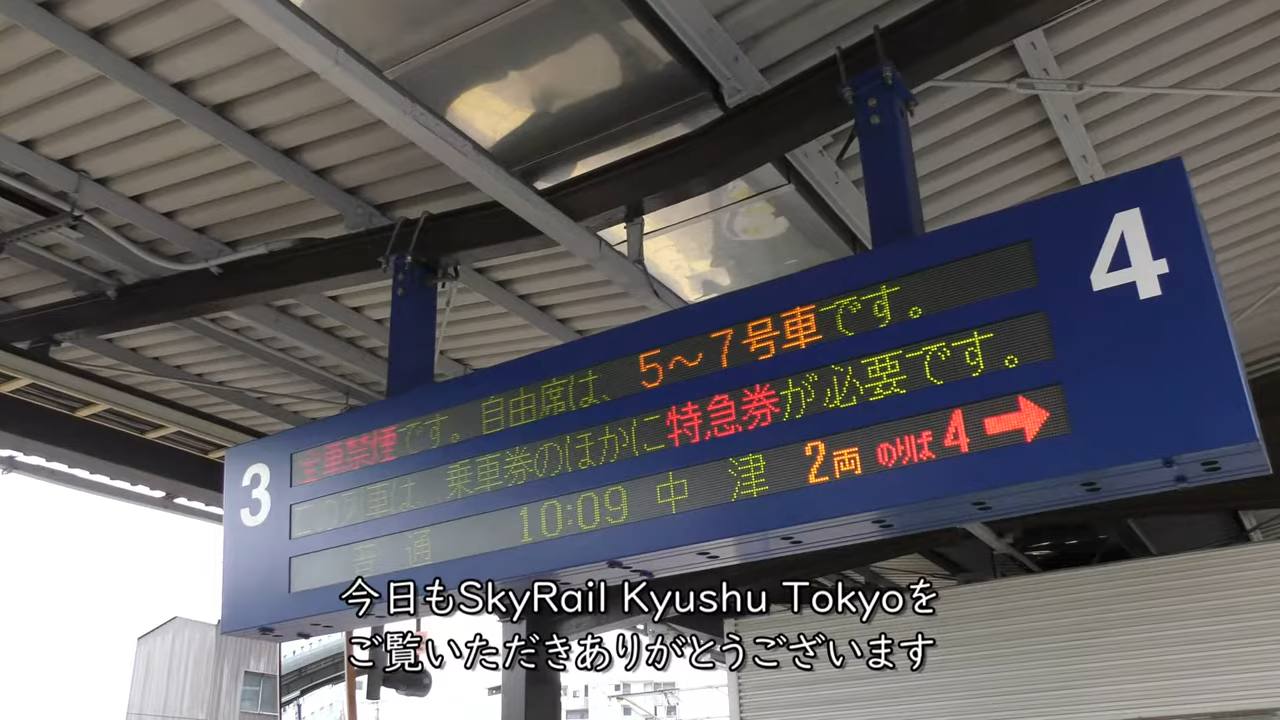 3
全車禁煙です。自由席は、5～7号車です。
この列車は、乗車券のほかに特急券が必要です。
普通 10:09 中津 2両 のりば4→
4
今日もSkyRail Kyushu Tokyoを
ご覧いただきありがとうございます